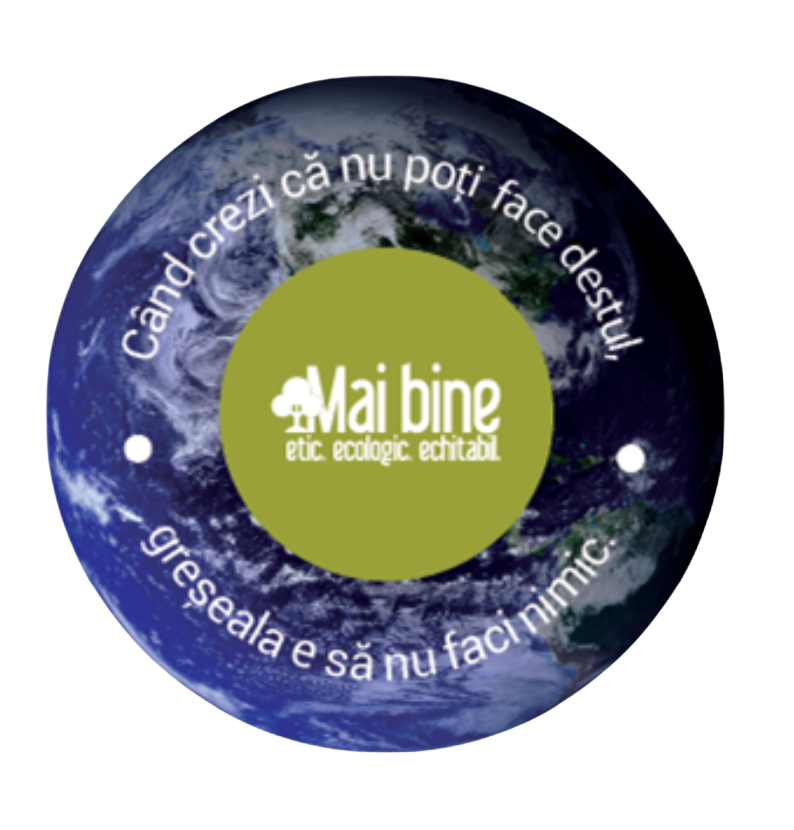 Când crezi că nu poți face destul,
Mai bine
etic. ecologic. echitabil.
greșeala e să nu faci nimic.